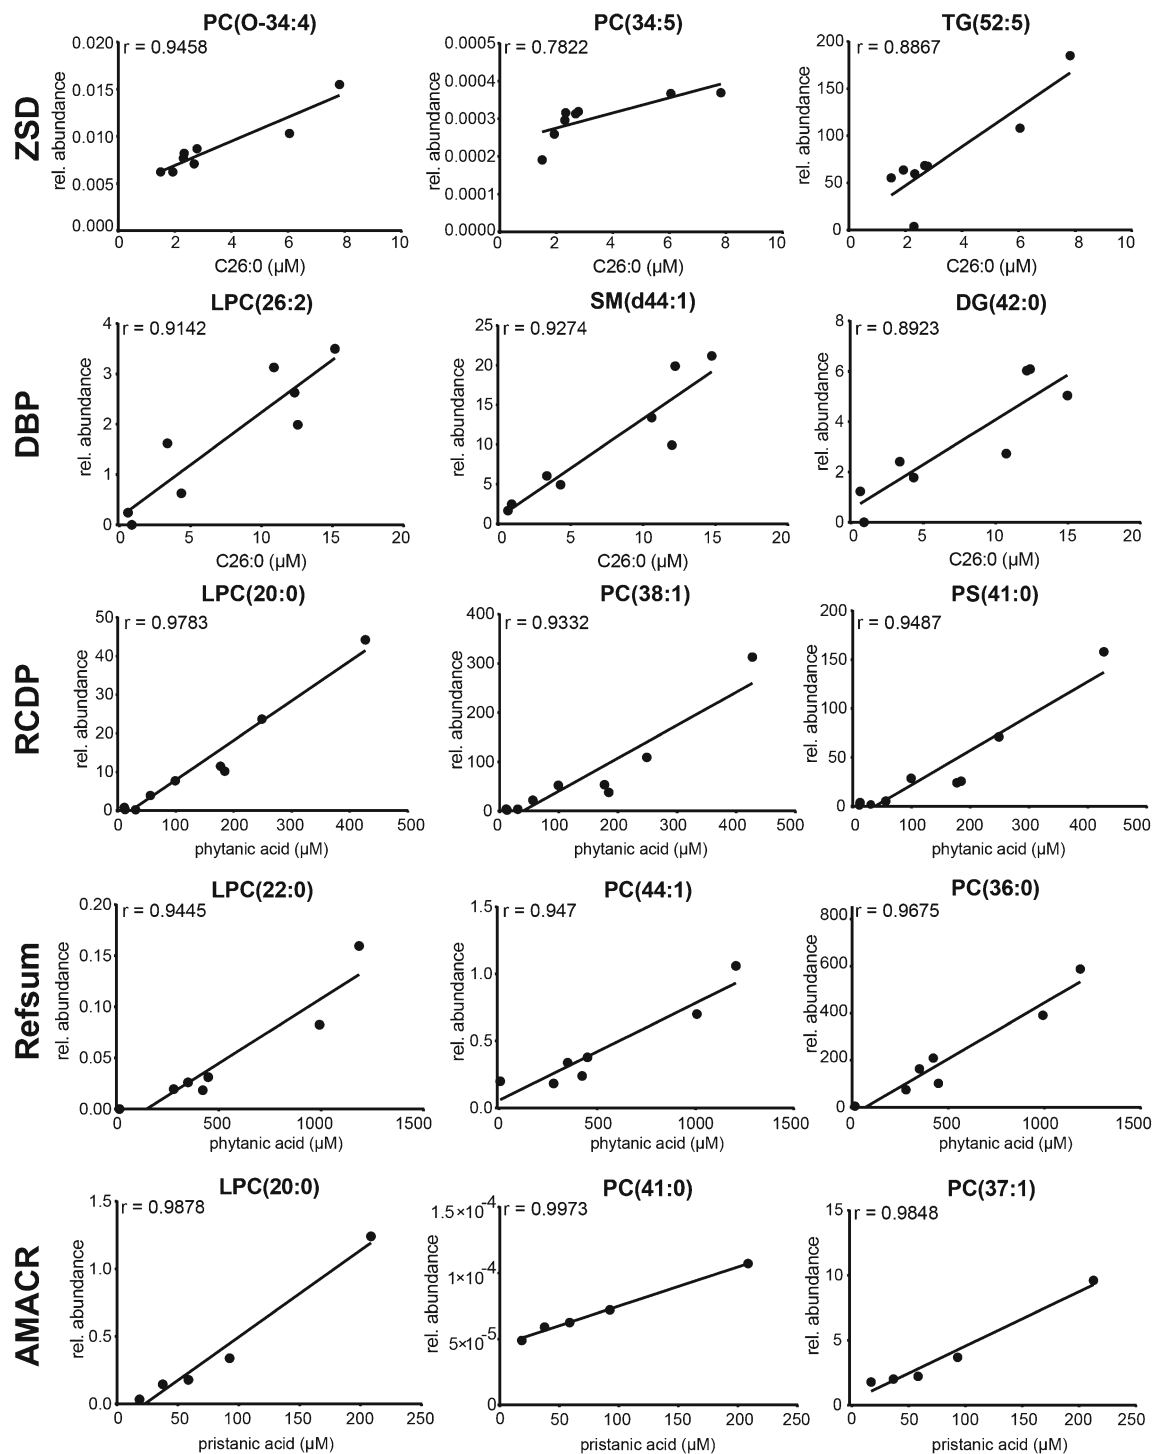 ZSD
PC(O-34:4)
r = 0.9458
rel. abundance
0.020
0.015
0.010
0.005
0.000
0 2 4 6 8 10
C26:0 (µM)
PC(34:5)
r = 0.7822
rel. abundance
0.0005
0.0004
0.0003
0.0002
0.0001
0.0000
0 2 4 6 8 10
C26:0 (µM)
TG(52:5)
r = 0.8867
rel. abundance
200
150
100
50
0
0 2 4 6 8 10
C26:0 (µM)
DBP
LPC(26:2)
r = 0.9142
rel. abundance
4
3
2
1
0
0 5 10 15 20
C26:0 (µM)
SM(d44:1)
r = 0.9274
rel. abundance
25
20
15
10
5
0
0 5 10 15 20
C26:0 (µM)
DG(42:0)
r = 0.8923
rel. abundance
8
6
4
2
0
0 5 10 15 20
C26:0 (µM)
RCDP
LPC(20:0)
r = 0.9783
rel. abundance
50
40
30
20
10
0
0 100 200 300 400 500
phytanic acid (µM)
PC(38:1)
r = 0.9332
rel. abundance
400
300
200
100
0
0 100 200 300 400 500
phytanic acid (µM)
PS(41:0)
r = 0.9487
rel. abundance
200
150
100
50
0
0 100 200 300 400 500
phytanic acid (µM)
Refsum
LPC(22:0)
r = 0.9445
rel. abundance
0.20
0.15
0.10
0.05
0.00
0 500 1000 1500
phytanic acid (µM)
PC(44:1)
r = 0.947
rel. abundance
1.5
1.0
0.5
0.0
0 500 1000 1500
phytanic acid (µM)
PC(36:0)
r = 0.9675
rel. abundance
800
600
400
200
0
0 500 1000 1500
phytanic acid (µM)
AMACR
LPC(20:0)
r = 0.9878
rel. abundance
1.5
1.0
0.5
0.0
0 50 100 150 200 250
pristanic acid (µM)
PC(41:0)
r = 0.9973
rel. abundance
1.5×10⁻⁴
1×10⁻⁴
5×10⁻⁵
0
0 50 100 150 200 250
pristanic acid (µM)
PC(37:1)
r = 0.9848
rel. abundance
15
10
5
0
0 50 100 150 200 250
pristanic acid (µM)